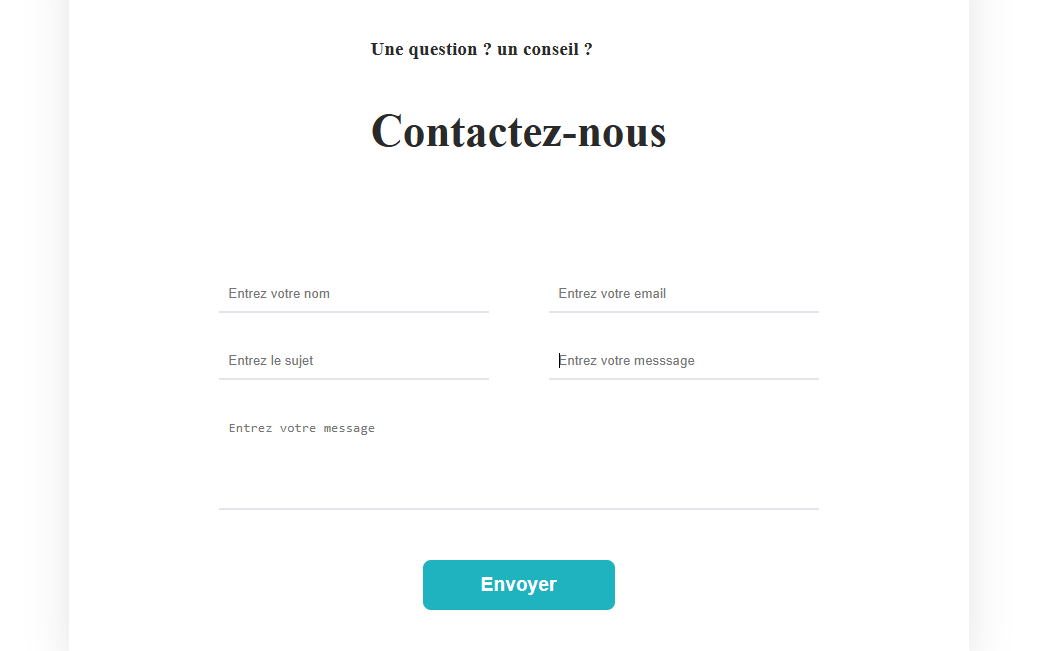 Une question ? un conseil ?
Contactez-nous
Entrez votre nom
Entrez votre email
Entrez le sujet
Entrez votre messsage
Entrez votre message
Envoyer